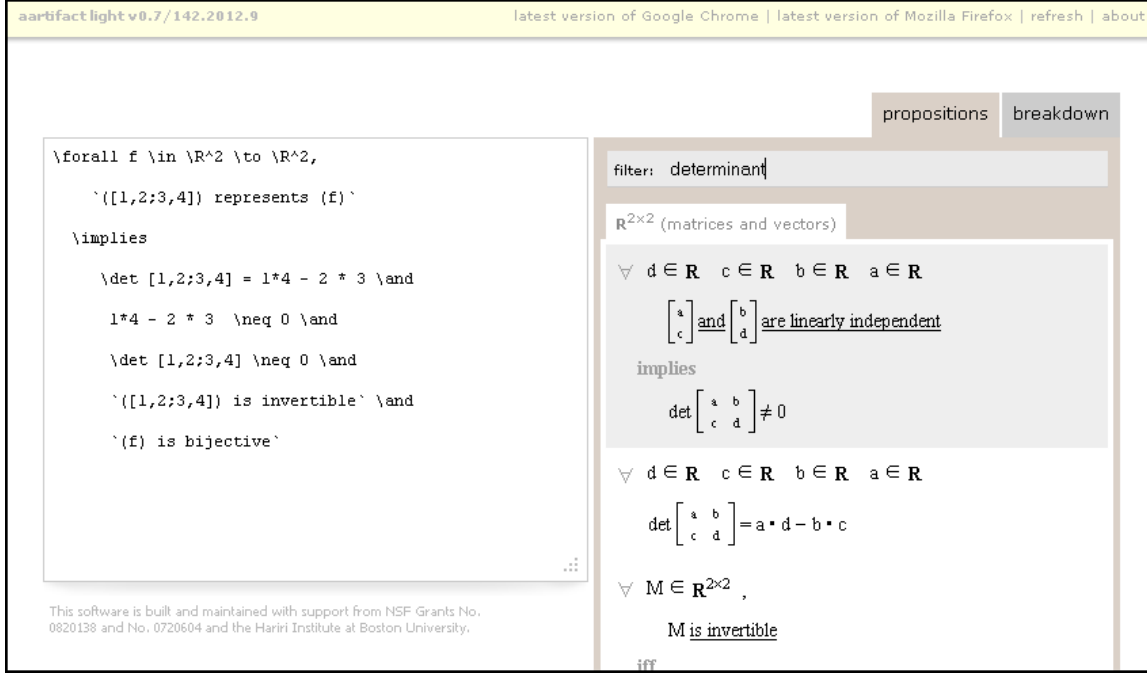 aartifact light v0.7/142.2012.9
latest version of Google Chrome | latest version of Mozilla Firefox | refresh | about
propositions breakdown
\forall f \in \R^2 \to \R^2,
`([1,2;3,4]) represents (f)`
\implies
\det [1,2;3,4] = 1*4 - 2 * 3 \and
1*4 - 2 * 3 \neq 0 \and
\det [1,2;3,4] \neq 0 \and
`([1,2;3,4]) is invertible` \and
`(f) is bijective`
This software is built and maintained with support from NSF Grants No.
0820138 and No. 0720604 and the Hariri Institute at Boston University.
filter: determinant
R²ˣ² (matrices and vectors)
∀ d ∈ R c ∈ R b ∈ R a ∈ R
[a; c] and [b; d] are linearly independent
implies
det [a b; c d] ≠ 0
∀ d ∈ R c ∈ R b ∈ R a ∈ R
det [a b; c d] = a • d − b • c
∀ M ∈ R²ˣ² ,
M is invertible
iff